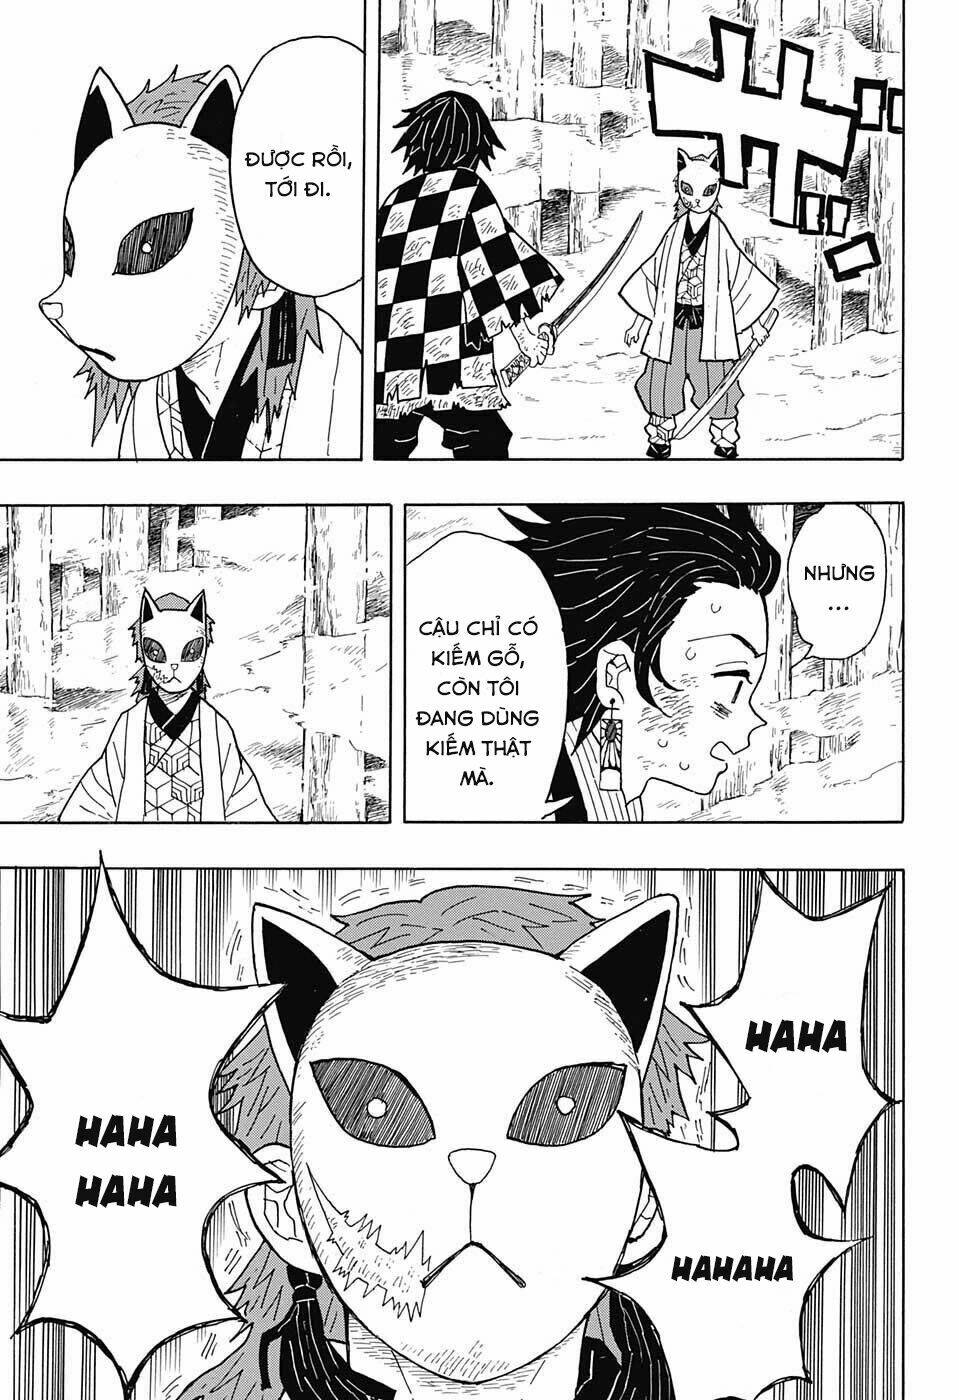 ĐƯỢC RỒI,
TỚI ĐI.
NHƯNG
...
CẬU CHỈ CÓ
KIẾM GỖ,
CÒN TÔI
ĐANG DÙNG
KIẾM THẬT
MÀ.
HAHA
HAHAHA
HAHA
HAHA